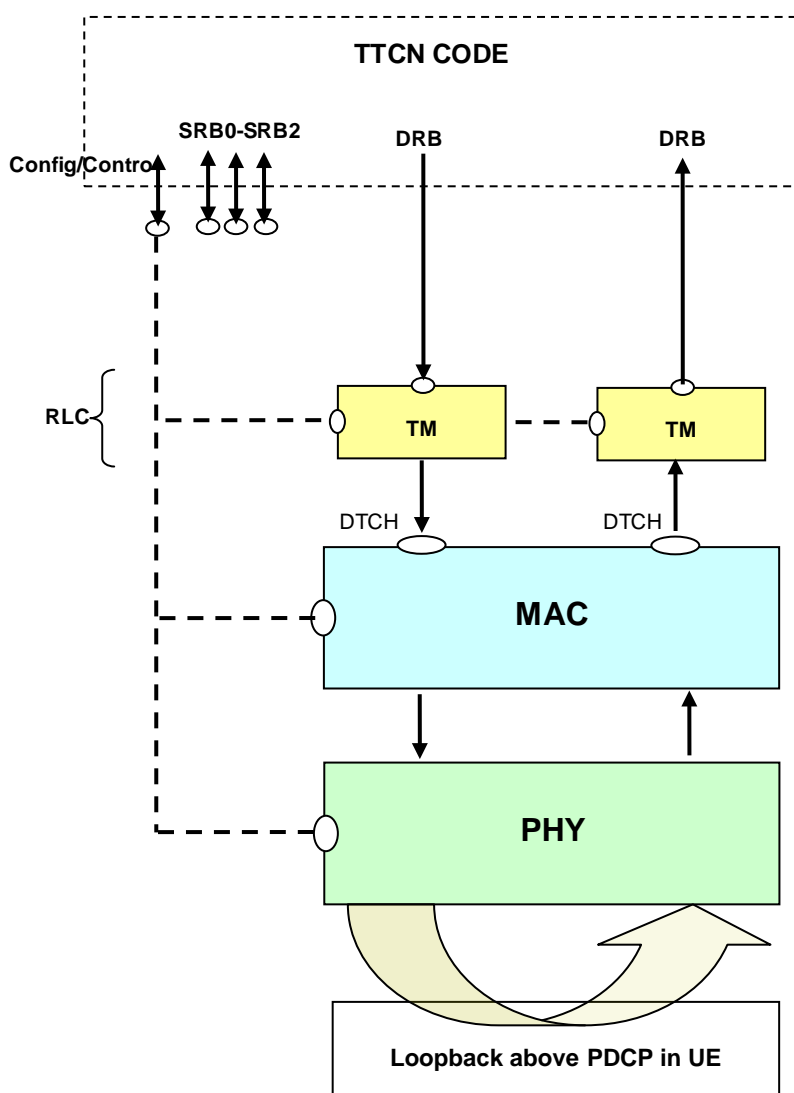 TTCN CODE
SRB0-SRB2
DRB
DRB
Config/Contro
RLC
TM
TM
DTCH
DTCH
MAC
PHY
Loopback above PDCP in UE